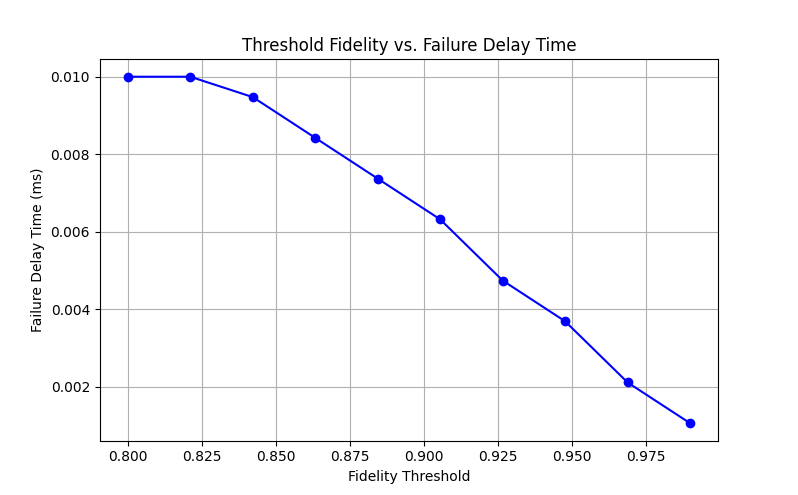 Threshold Fidelity vs. Failure Delay Time
0.010
0.008
0.006
0.004
0.002
Failure Delay Time (ms)
0.800 0.825 0.850 0.875 0.900 0.925 0.950 0.975
Fidelity Threshold